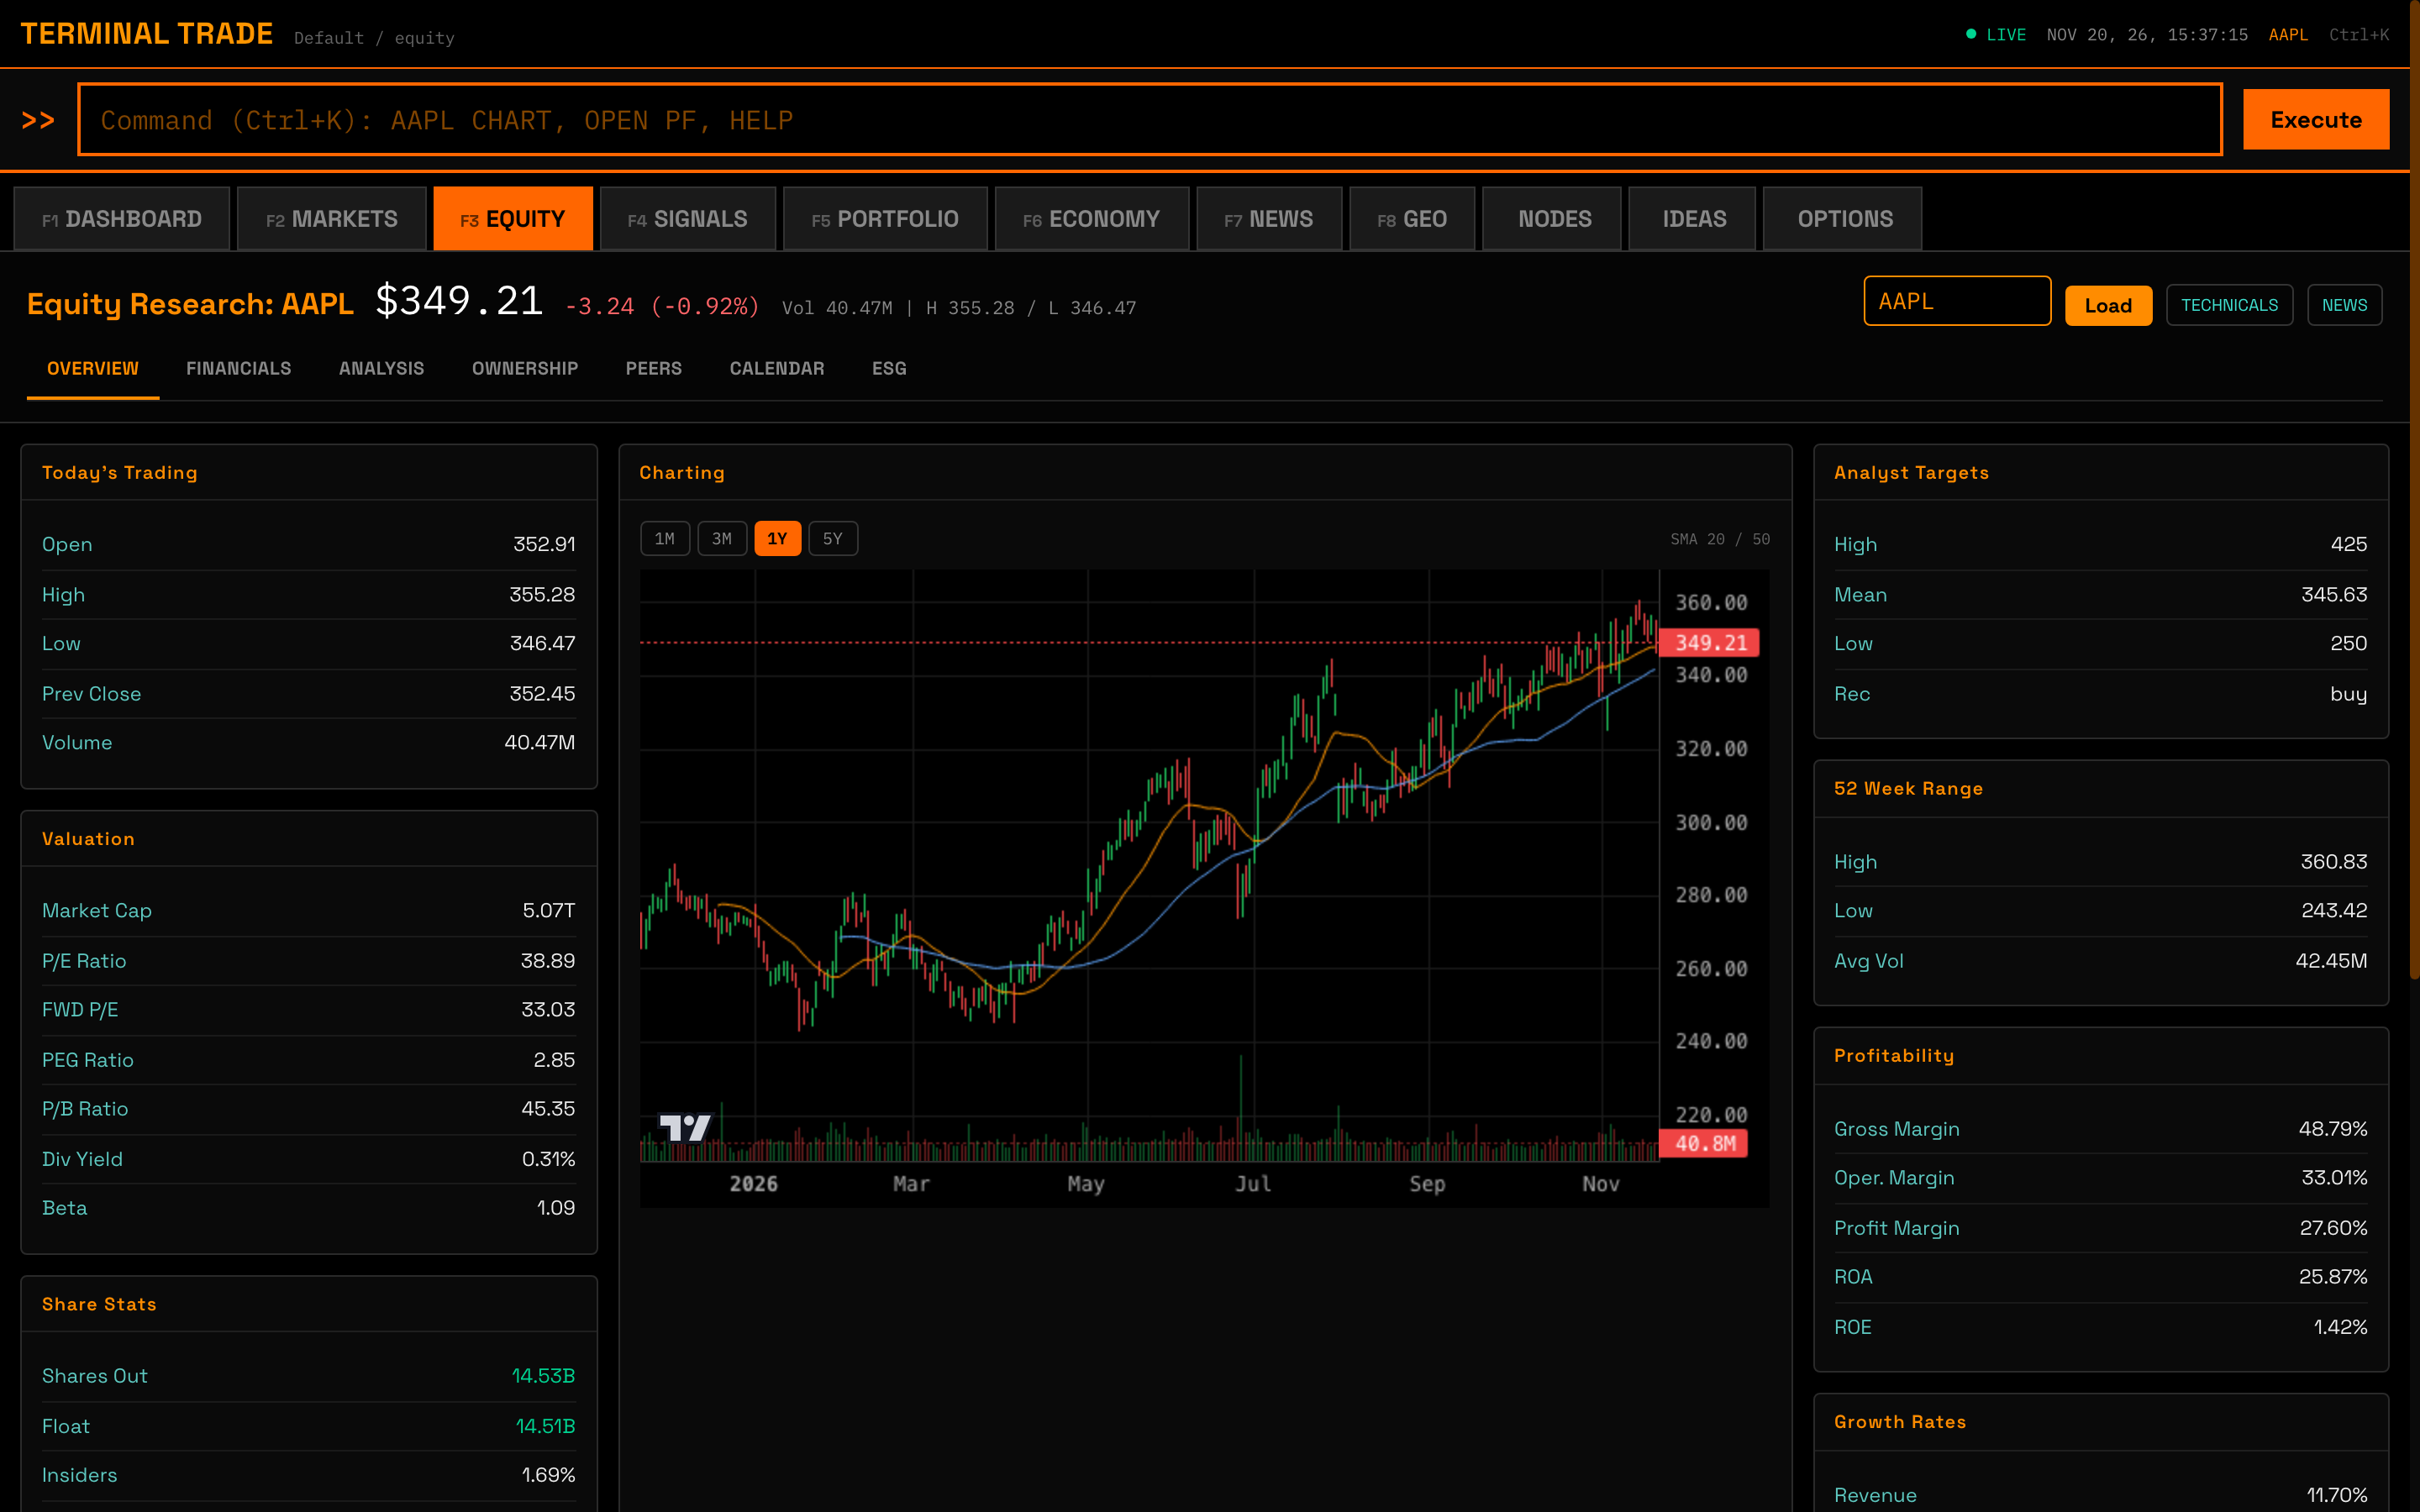 TERMINAL TRADE Default / equity
LIVE NOV 20, 26, 15:37:15 AAPL Ctrl+K
>> Command (Ctrl+K): AAPL CHART, OPEN PF, HELP Execute
F1 DASHBOARD F2 MARKETS F3 EQUITY F4 SIGNALS F5 PORTFOLIO F6 ECONOMY F7 NEWS F8 GEO NODES IDEAS OPTIONS
Equity Research: AAPL $349.21 -3.24 (-0.92%) Vol 40.47M | H 355.28 / L 346.47
AAPL Load TECHNICALS NEWS
OVERVIEW FINANCIALS ANALYSIS OWNERSHIP PEERS CALENDAR ESG
Today's Trading
Open 352.91
High 355.28
Low 346.47
Prev Close 352.45
Volume 40.47M
Valuation
Market Cap 5.07T
P/E Ratio 38.89
FWD P/E 33.03
PEG Ratio 2.85
P/B Ratio 45.35
Div Yield 0.31%
Beta 1.09
Share Stats
Shares Out 14.53B
Float 14.51B
Insiders 1.69%
Charting
1M 3M 1Y 5Y SMA 20 / 50
360.00
349.21
340.00
320.00
300.00
280.00
260.00
240.00
220.00
40.8M
2026 Mar May Jul Sep Nov
Analyst Targets
High 425
Mean 345.63
Low 250
Rec buy
52 Week Range
High 360.83
Low 243.42
Avg Vol 42.45M
Profitability
Gross Margin 48.79%
Oper. Margin 33.01%
Profit Margin 27.60%
ROA 25.87%
ROE 1.42%
Growth Rates
Revenue 11.70%